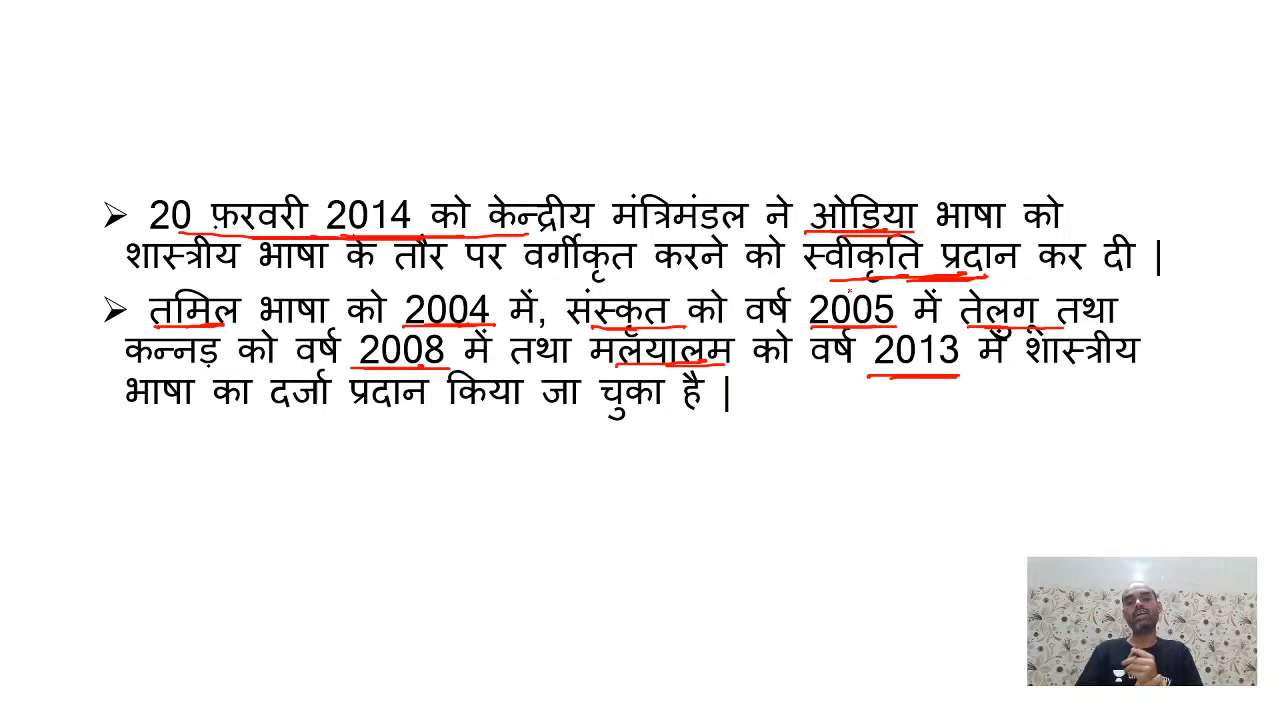 ➢ 20 फ़रवरी 2014 को केन्द्रीय मंत्रिमंडल ने ओडिया भाषा को
शास्त्रीय भाषा के तौर पर वर्गीकृत करने को स्वीकृति प्रदान कर दी |
➢ तमिल भाषा को 2004 में, संस्कृत को वर्ष 2005 में तेलुगू तथा
कन्नड़ को वर्ष 2008 में तथा मलयालम को वर्ष 2013 में शास्त्रीय
भाषा का दर्जा प्रदान किया जा चुका है |